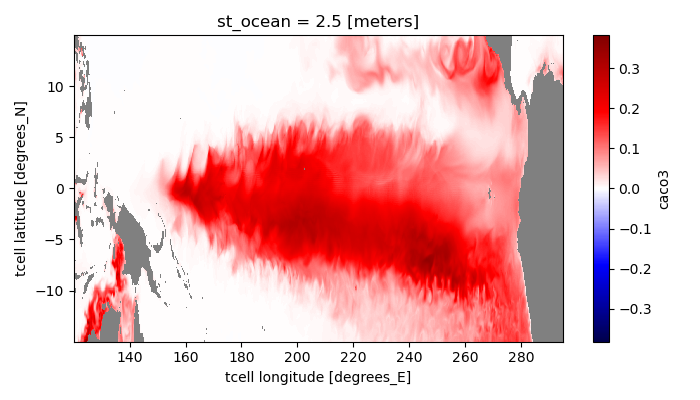 st_ocean = 2.5 [meters]
10
5
0
−5
−10
tcell latitude [degrees_N]
140 160 180 200 220 240 260 280
tcell longitude [degrees_E]
0.3
0.2
0.1
0.0
−0.1
−0.2
−0.3
caco3